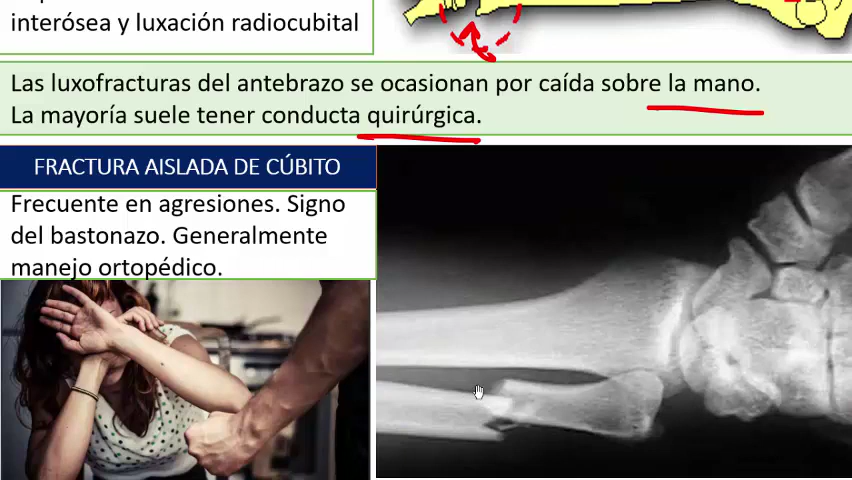 interósea y luxación radiocubital
Las luxofracturas del antebrazo se ocasionan por caída sobre la mano.
La mayoría suele tener conducta quirúrgica.
FRACTURA AISLADA DE CÚBITO
Frecuente en agresiones. Signo
del bastonazo. Generalmente
manejo ortopédico.